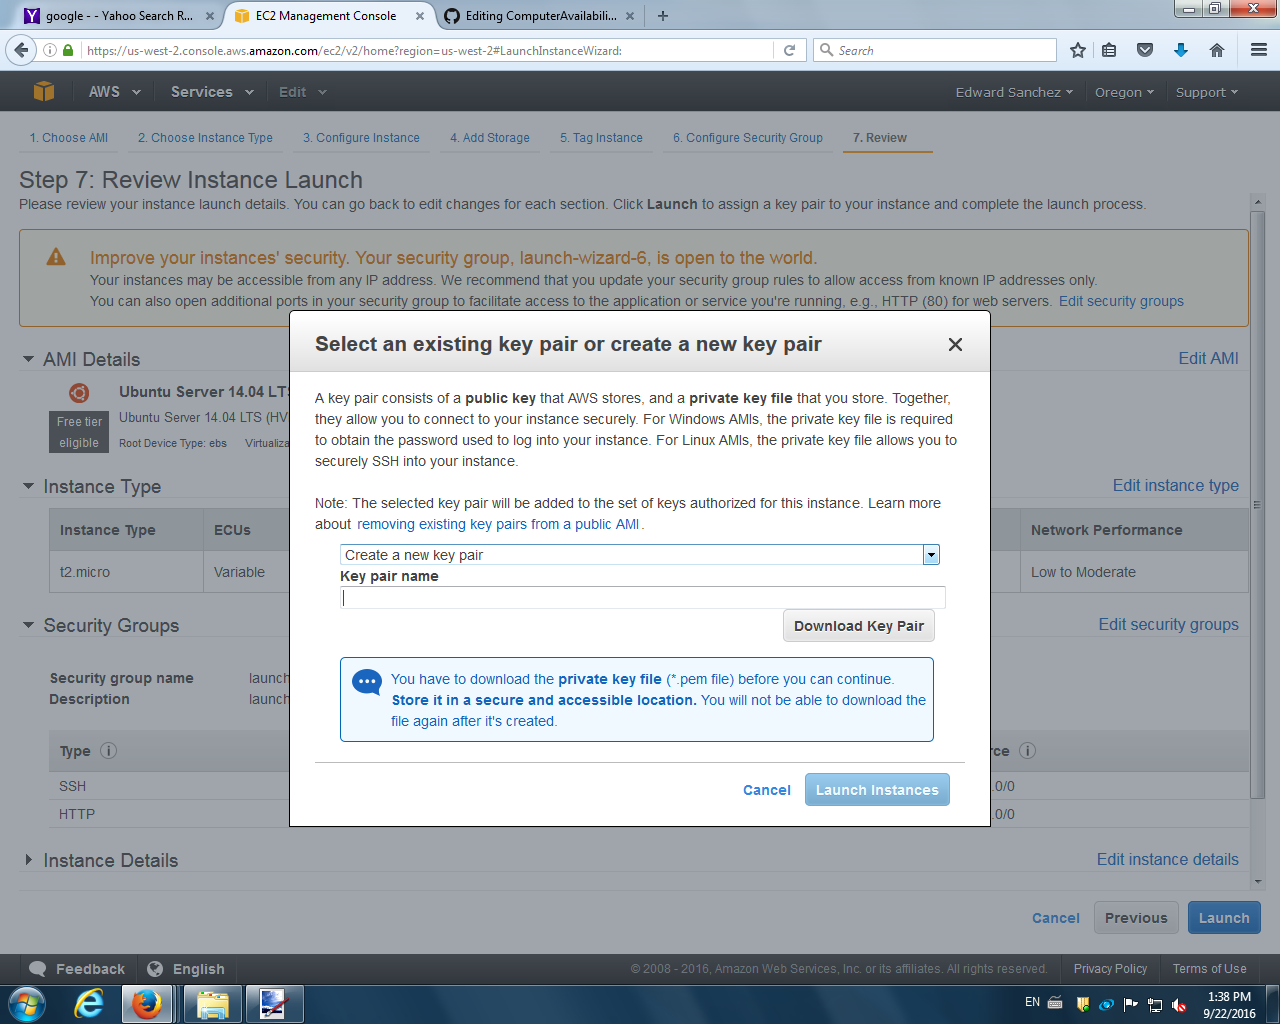 google - - Yahoo Search R...
EC2 Management Console
Editing ComputerAvailabili...
https://us-west-2.console.aws.amazon.com/ec2/v2/home?region=us-west-2#LaunchInstanceWizard:
Search
AWS
Services
Edit
Edward Sanchez
Oregon
Support
1. Choose AMI
2. Choose Instance Type
3. Configure Instance
4. Add Storage
5. Tag Instance
6. Configure Security Group
7. Review
Step 7: Review Instance Launch
Please review your instance launch details. You can go back to edit changes for each section. Click Launch to assign a key pair to your instance and complete the launch process.
Improve your instances' security. Your security group, launch-wizard-6, is open to the world.
Your instances may be accessible from any IP address. We recommend that you update your security group rules to allow access from known IP addresses only.
You can also open additional ports in your security group to facilitate access to the application or service you're running, e.g., HTTP (80) for web servers. Edit security groups
AMI Details
Edit AMI
Free tier
eligible
Ubuntu Server 14.04 LTS
Ubuntu Server 14.04 LTS (HV
Root Device Type: ebs
Virtualiza
Instance Type
Edit instance type
Instance Type
ECUs
Network Performance
t2.micro
Variable
Low to Moderate
Security Groups
Edit security groups
Security group name
launch
Description
launch
Type
rce
SSH
.0/0
HTTP
.0/0
Instance Details
Edit instance details
Select an existing key pair or create a new key pair
A key pair consists of a public key that AWS stores, and a private key file that you store. Together,
they allow you to connect to your instance securely. For Windows AMIs, the private key file is required
to obtain the password used to log into your instance. For Linux AMIs, the private key file allows you to
securely SSH into your instance.
Note: The selected key pair will be added to the set of keys authorized for this instance. Learn more
about removing existing key pairs from a public AMI .
Create a new key pair
Key pair name
Download Key Pair
You have to download the private key file (*.pem file) before you can continue.
Store it in a secure and accessible location. You will not be able to download the
file again after it's created.
Cancel
Launch Instances
Cancel
Previous
Launch
Feedback
English
© 2008 - 2016, Amazon Web Services, Inc. or its affiliates. All rights reserved.
Privacy Policy
Terms of Use
EN
1:38 PM
9/22/2016